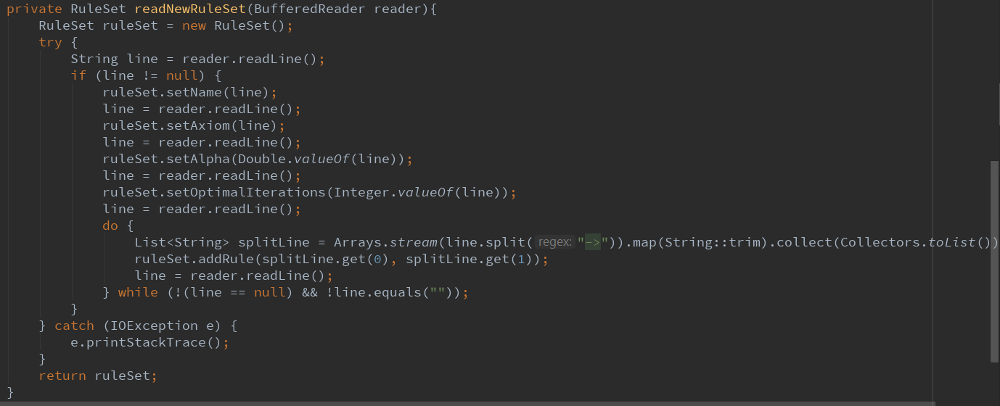 private RuleSet readNewRuleSet(BufferedReader reader){
    RuleSet ruleSet = new RuleSet();
    try {
        String line = reader.readLine();
        if (line != null) {
            ruleSet.setName(line);
            line = reader.readLine();
            ruleSet.setAxiom(line);
            line = reader.readLine();
            ruleSet.setAlpha(Double.valueOf(line));
            line = reader.readLine();
            ruleSet.setOptimalIterations(Integer.valueOf(line));
            line = reader.readLine();
            do {
                List<String> splitLine = Arrays.stream(line.split( regex: "->")).map(String::trim).collect(Collectors.toList())
                ruleSet.addRule(splitLine.get(0), splitLine.get(1));
                line = reader.readLine();
            } while (!(line == null) && !line.equals(""));
        }
    } catch (IOException e) {
        e.printStackTrace();
    }
    return ruleSet;
}